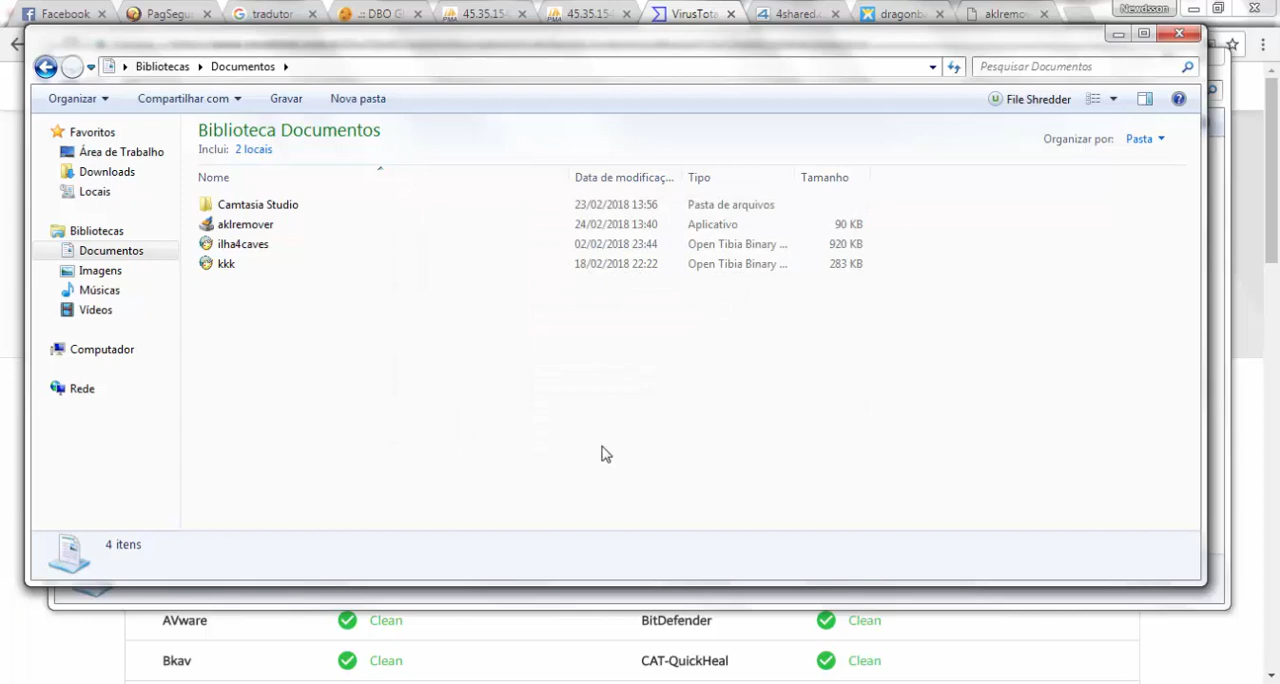 Facebook
PagSegu
tradutor
.:: DBO G
45.35.154
45.35.154
VirusTota
4shared.c
dragonb
aklremo
Newdsson
Bibliotecas Documentos
Pesquisar Documentos
Organizar Compartilhar com Gravar Nova pasta File Shredder
Favoritos
Área de Trabalho
Downloads
Locais
Bibliotecas
Documentos
Imagens
Músicas
Vídeos
Computador
Rede
Biblioteca Documentos
Inclui: 2 locais
Organizar por: Pasta
Nome Data de modificaç... Tipo Tamanho
Camtasia Studio 23/02/2018 13:56 Pasta de arquivos
aklremover 24/02/2018 13:40 Aplicativo 90 KB
ilha4caves 02/02/2018 23:44 Open Tibia Binary ... 920 KB
kkk 18/02/2018 22:22 Open Tibia Binary ... 283 KB
4 itens
AVware Clean BitDefender Clean
Bkav Clean CAT-QuickHeal Clean